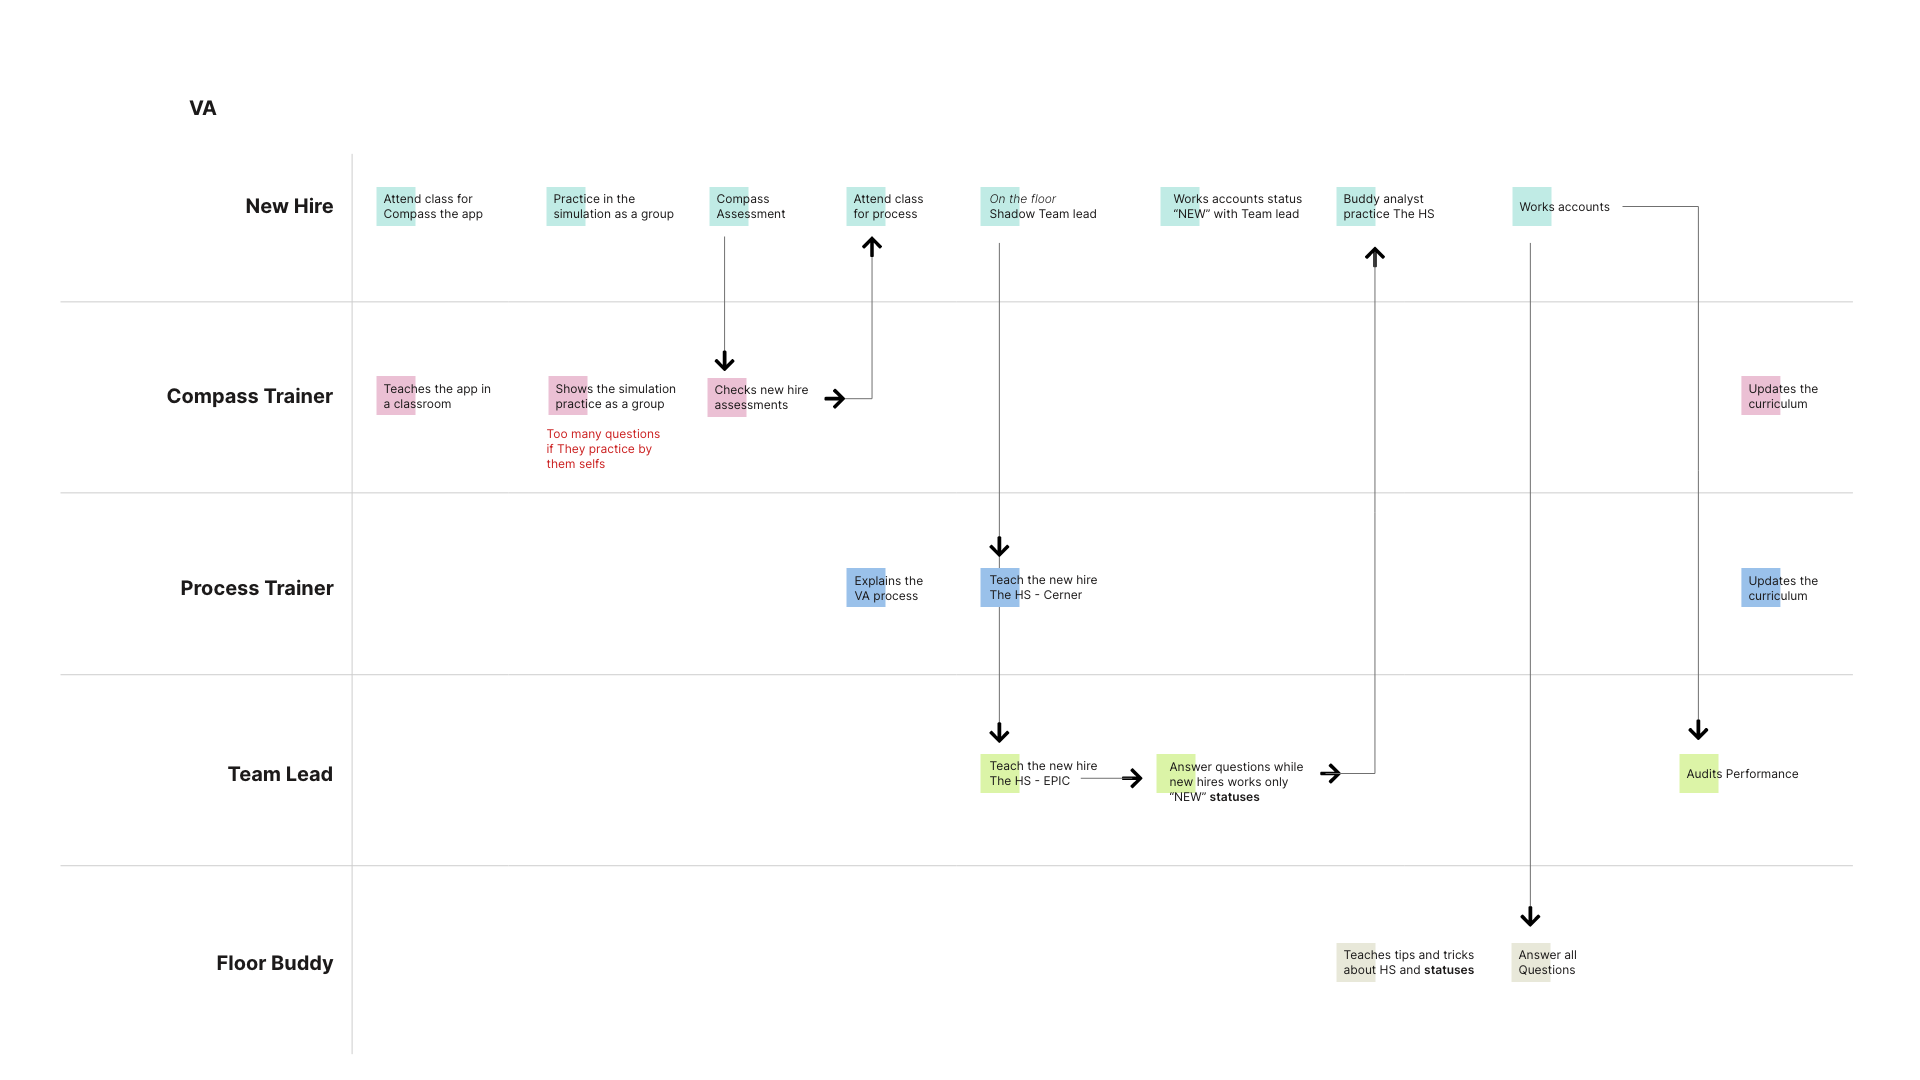 VA
New Hire
Attend class for
Compass the app
Practice in the
simulation as a group
Compass
Assessment
Attend class
for process
On the floor
Shadow Team lead
Works accounts status
“NEW” with Team lead
Buddy analyst
practice The HS
Works accounts
Compass Trainer
Teaches the app in
a classroom
Shows the simulation
practice as a group
Too many questions
if They practice by
them selfs
Checks new hire
assessments
Updates the
curriculum
Process Trainer
Explains the
VA process
Teach the new hire
The HS - Cerner
Updates the
curriculum
Team Lead
Teach the new hire
The HS - EPIC
Answer questions while
new hires works only
“NEW” statuses
Audits Performance
Floor Buddy
Teaches tips and tricks
about HS and statuses
Answer all
Questions